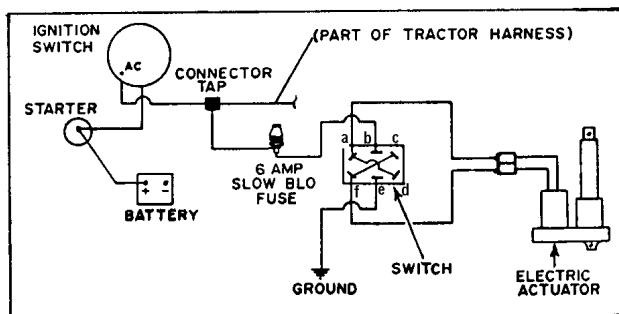 IGNITION
SWITCH
AC
(PART OF TRACTOR HARNESS)
CONNECTOR
TAP
STARTER
+ -
BATTERY
6 AMP
SLOW BLO
FUSE
a b c
f e d
SWITCH
GROUND
ELECTRIC
ACTUATOR